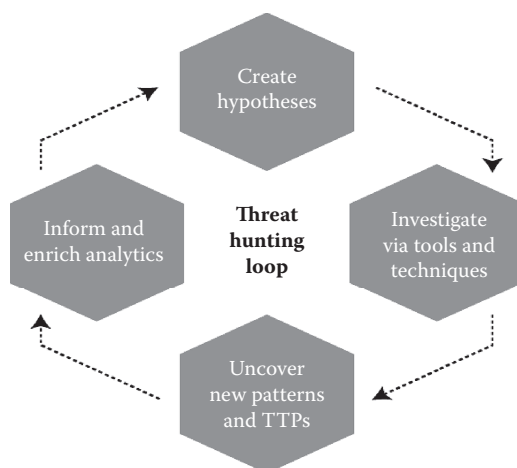 Create
hypotheses
Inform and
enrich analytics
Threat
hunting
loop
Investigate
via tools and
techniques
Uncover
new patterns
and TTPs